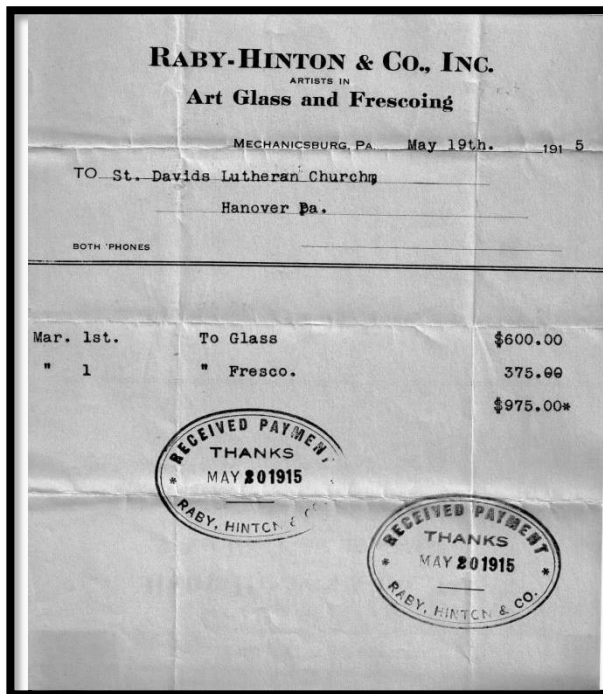 RABY-HINTON & CO., INC.
ARTISTS IN
Art Glass and Frescoing
MECHANICSBURG, PA. May 19th. 191 5
TO St. Davids Lutheran Church
Hanover Pa.
BOTH 'PHONES
Mar. 1st. To Glass $600.00
" 1 " Fresco. 375.00
$975.00*
* RECEIVED PAYMENT
THANKS
MAY 20 1915
RABY, HINTON & CO
* RECEIVED PAYMENT *
THANKS
MAY 20 1915
RABY, HINTON & CO.